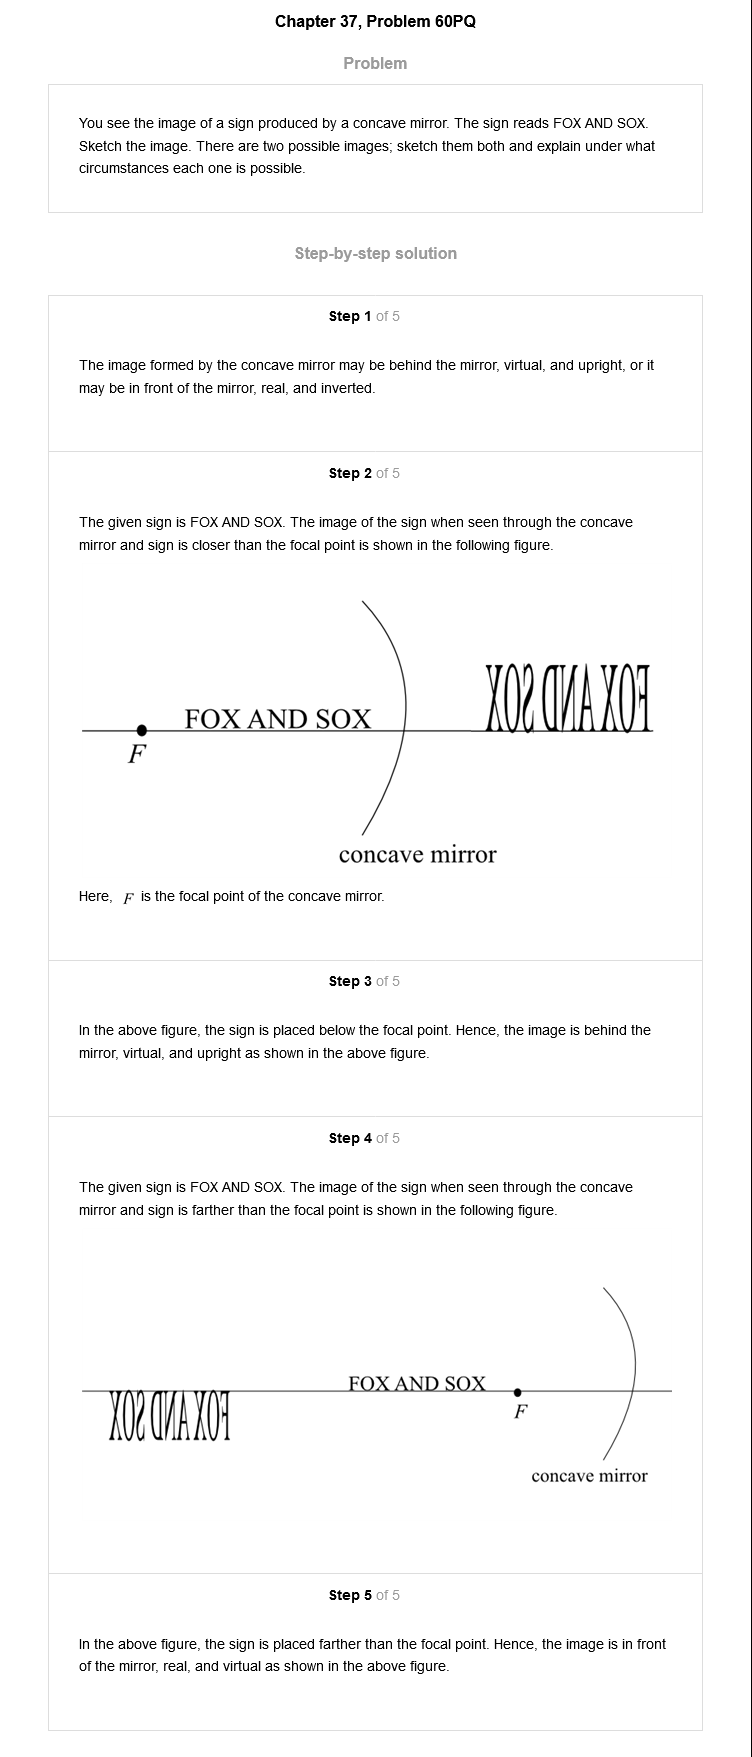 Chapter 37, Problem 60PQ
Problem
You see the image of a sign produced by a concave mirror. The sign reads FOX AND SOX.
Sketch the image. There are two possible images; sketch them both and explain under what
circumstances each one is possible.
Step-by-step solution
Step 1 of 5
The image formed by the concave mirror may be behind the mirror, virtual, and upright, or it
may be in front of the mirror, real, and inverted.
Step 2 of 5
The given sign is FOX AND SOX. The image of the sign when seen through the concave
mirror and sign is closer than the focal point is shown in the following figure.
FOX AND SOX
FOX AND SOX
F
concave mirror
Here, F is the focal point of the concave mirror.
Step 3 of 5
In the above figure, the sign is placed below the focal point. Hence, the image is behind the
mirror, virtual, and upright as shown in the above figure.
Step 4 of 5
The given sign is FOX AND SOX. The image of the sign when seen through the concave
mirror and sign is farther than the focal point is shown in the following figure.
FOX AND SOX
FOX AND SOX
F
concave mirror
Step 5 of 5
In the above figure, the sign is placed farther than the focal point. Hence, the image is in front
of the mirror, real, and virtual as shown in the above figure.